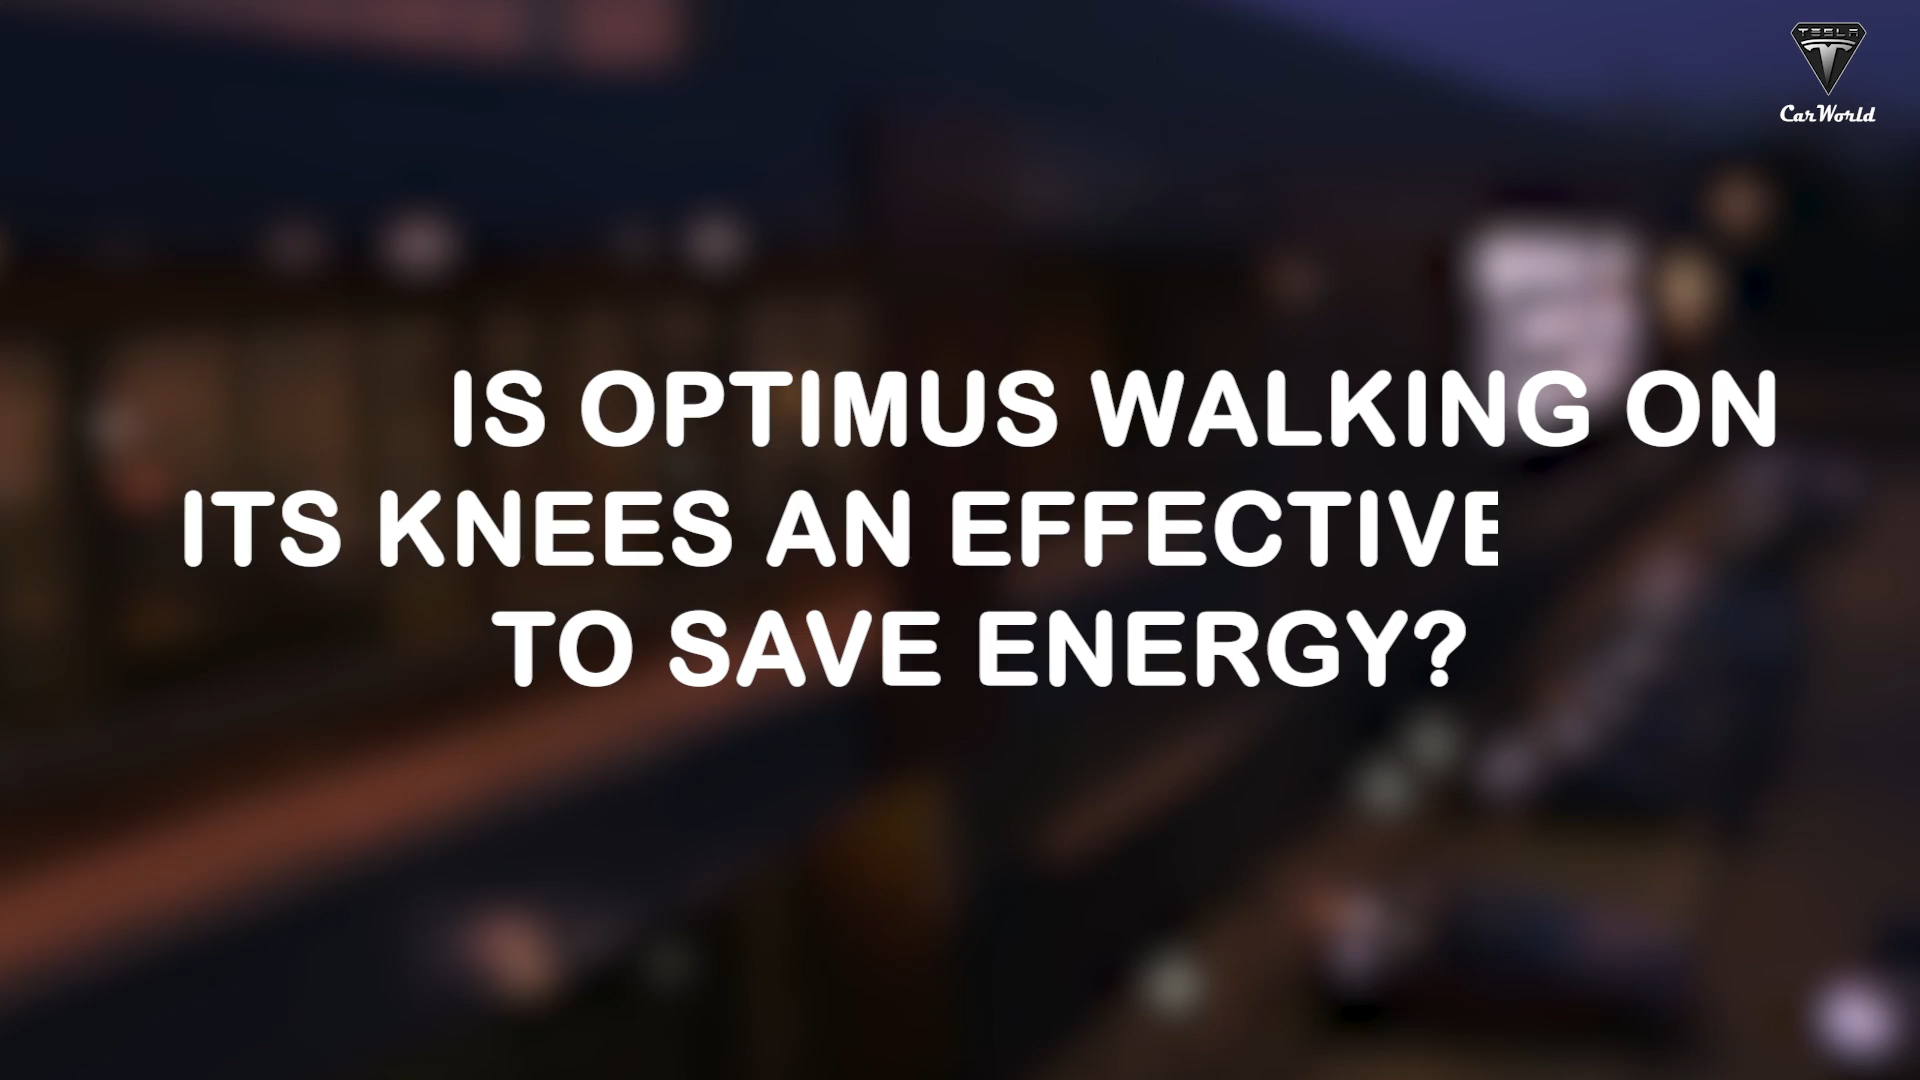 TESLA
CarWorld
IS OPTIMUS WALKING ON
ITS KNEES AN EFFECTIVE
TO SAVE ENERGY?